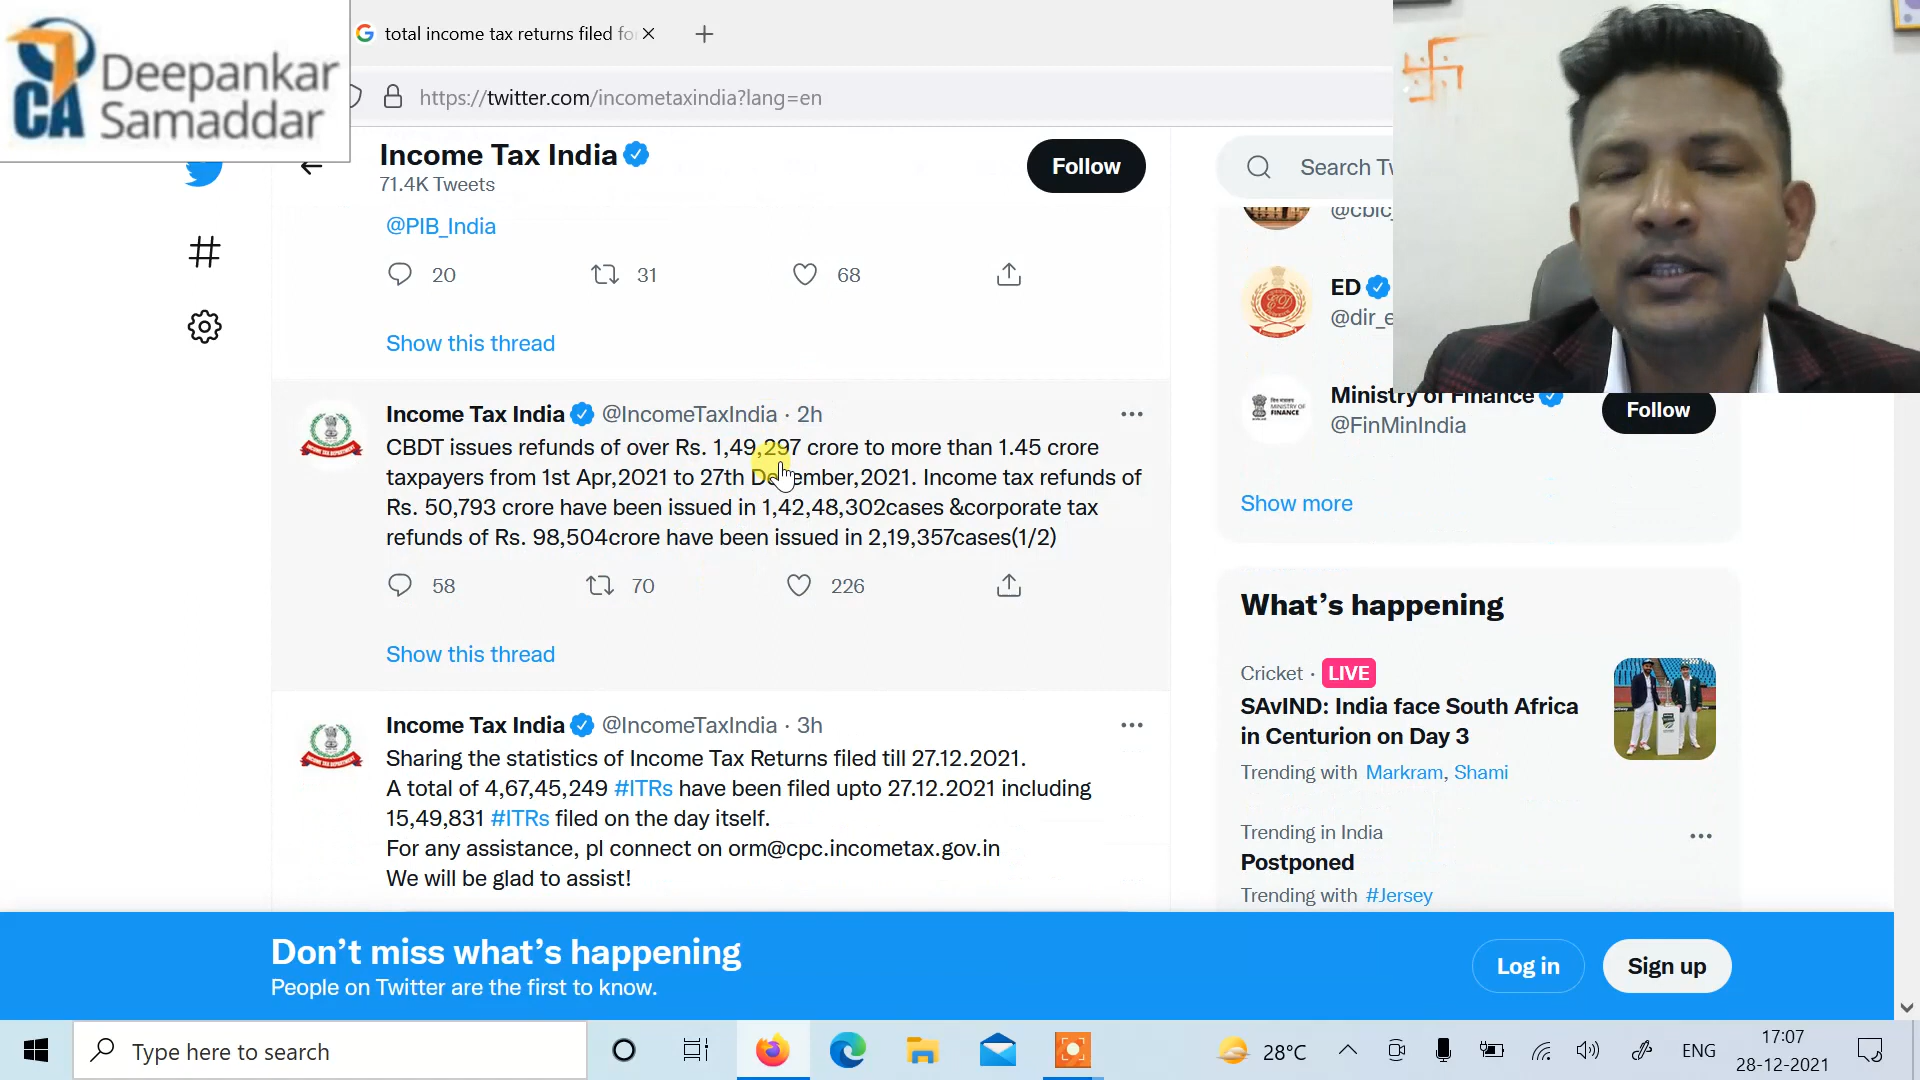 CA Deepankar
Samaddar
total income tax returns filed fo
https://twitter.com/incometaxindia?lang=en
Income Tax India
71.4K Tweets
Follow
Search Tw
@PIB_India
20 31 68
Show this thread
@cbic_
ED
@dir_e
Ministry of Finance
@FinMinIndia
Follow
Show more
Income Tax India @IncomeTaxIndia · 2h
CBDT issues refunds of over Rs. 1,49,297 crore to more than 1.45 crore
taxpayers from 1st Apr,2021 to 27th December,2021. Income tax refunds of
Rs. 50,793 crore have been issued in 1,42,48,302cases &corporate tax
refunds of Rs. 98,504crore have been issued in 2,19,357cases(1/2)
58 70 226
Show this thread
Income Tax India @IncomeTaxIndia · 3h
Sharing the statistics of Income Tax Returns filed till 27.12.2021.
A total of 4,67,45,249 #ITRs have been filed upto 27.12.2021 including
15,49,831 #ITRs filed on the day itself.
For any assistance, pl connect on orm@cpc.incometax.gov.in
We will be glad to assist!
What's happening
Cricket · LIVE
SAvIND: India face South Africa
in Centurion on Day 3
Trending with Markram, Shami
Trending in India
Postponed
Trending with #Jersey
Don't miss what's happening
People on Twitter are the first to know.
Log in
Sign up
Type here to search
28°C
ENG
17:07
28-12-2021